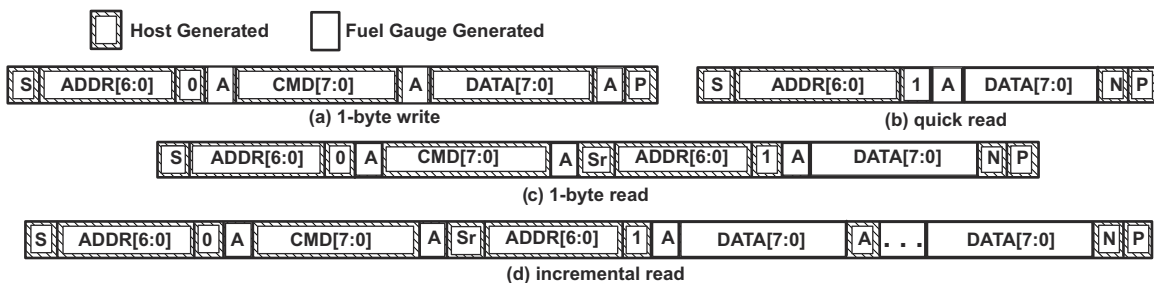 Host Generated Fuel Gauge Generated
S ADDR[6:0] 0 A CMD[7:0] A DATA[7:0] A P S ADDR[6:0] 1 A DATA[7:0] N P
(a) 1-byte write (b) quick read
S ADDR[6:0] 0 A CMD[7:0] A Sr ADDR[6:0] 1 A DATA[7:0] N P
(c) 1-byte read
S ADDR[6:0] 0 A CMD[7:0] A Sr ADDR[6:0] 1 A DATA[7:0] A . . . DATA[7:0] N P
(d) incremental read